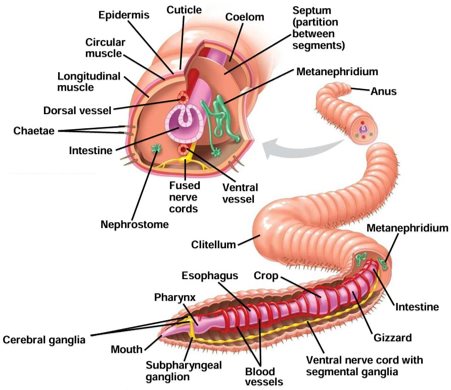 Cuticle
Epidermis
Coelom
Septum
(partition
between
segments)
Circular
muscle
Longitudinal
muscle
Metanephridium
Anus
Dorsal vessel
Chaetae
Intestine
Fused
nerve
cords
Ventral
vessel
Nephrostome
Metanephridium
Clitellum
Esophagus
Crop
Pharynx
Intestine
Cerebral ganglia
Gizzard
Mouth
Subpharyngeal
ganglion
Blood
vessels
Ventral nerve cord with
segmental ganglia